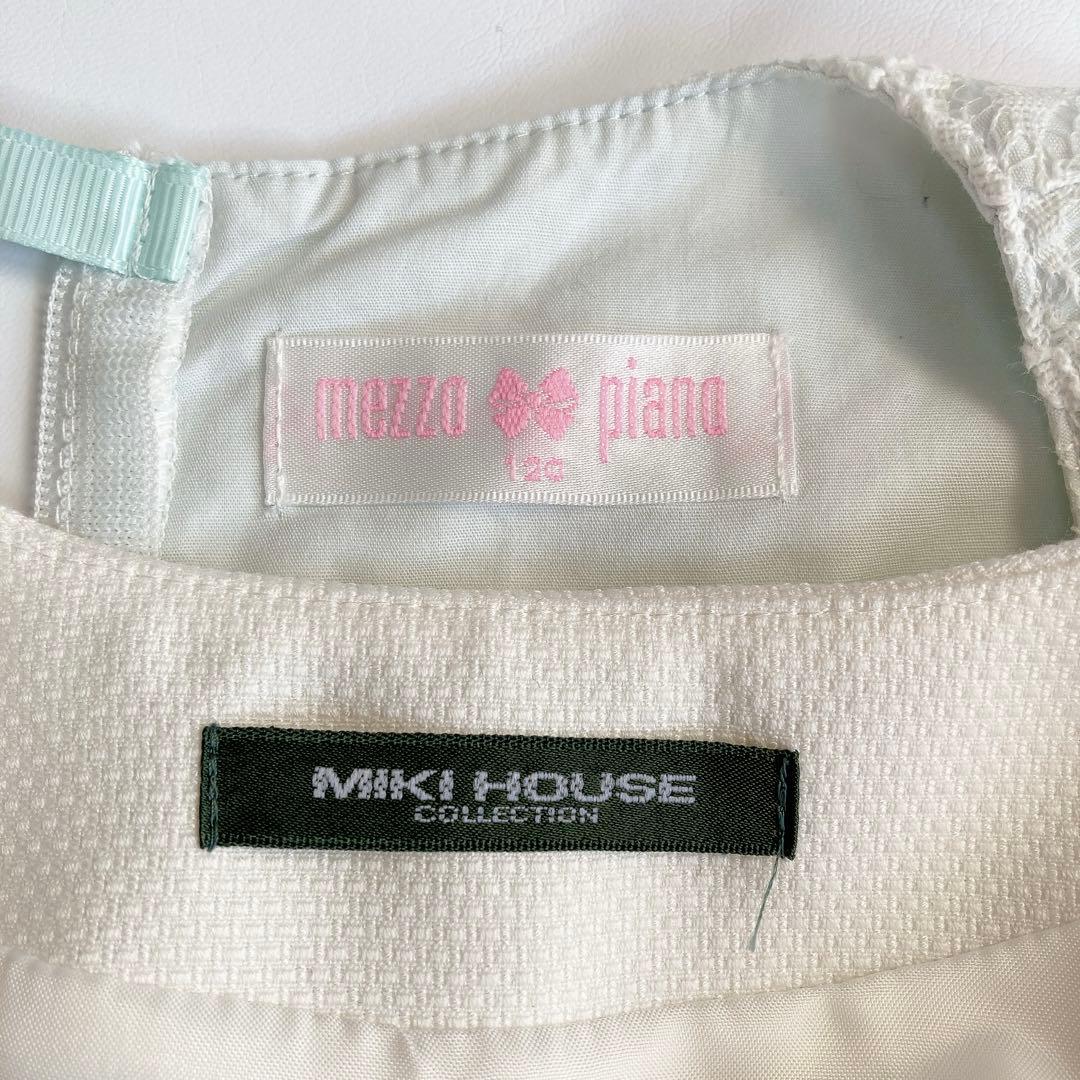 mezzo piano
120
MIKI HOUSE
COLLECTION